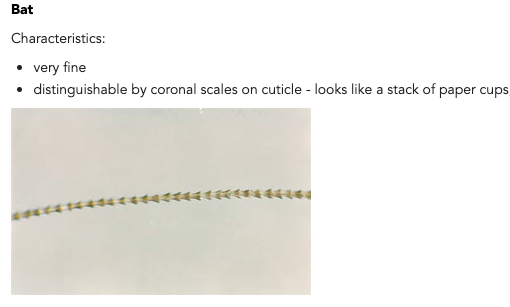 Bat
Characteristics:
• very fine
• distinguishable by coronal scales on cuticle - looks like a stack of paper cups